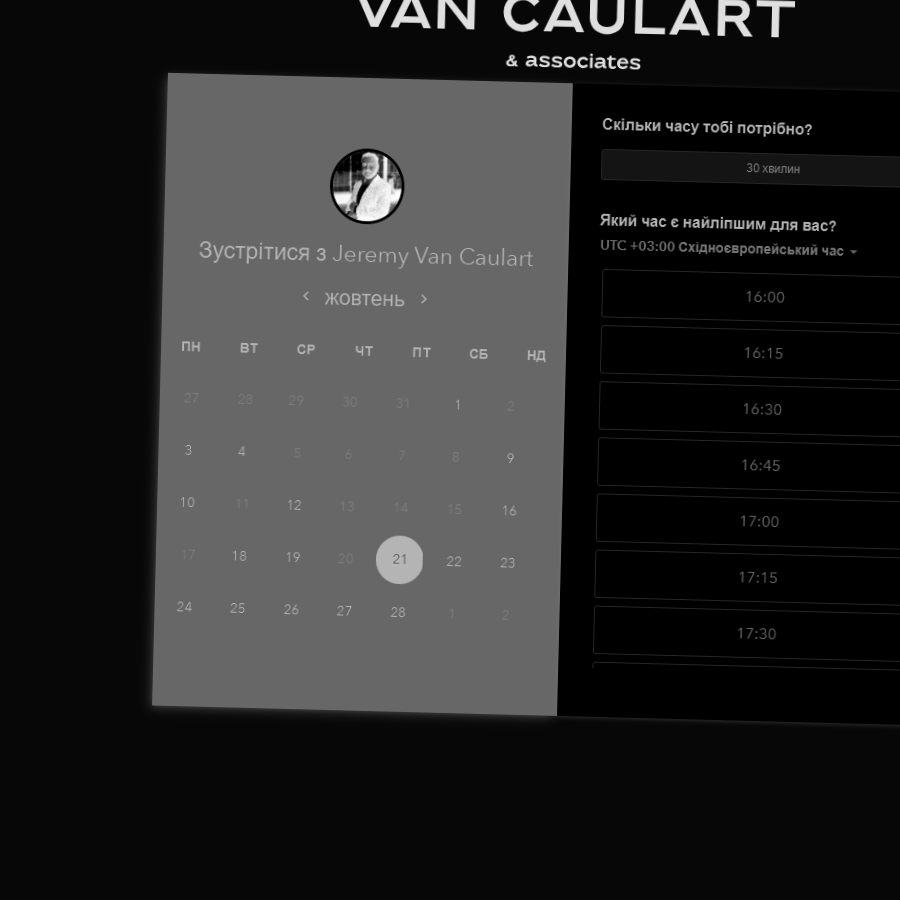 VAN CAULART
& associates
Зустрітися з Jeremy Van Caulart
жовтень
ПН ВТ СР ЧТ ПТ СБ НД
27 28 29 30 31 1 2
3 4 5 6 7 8 9
10 11 12 13 14 15 16
17 18 19 20 21 22 23
24 25 26 27 28 1 2
Скільки часу тобі потрібно?
30 хвилин
Який час є найліпшим для вас?
UTC +03:00 Східноєвропейський час
16:00
16:15
16:30
16:45
17:00
17:15
17:30